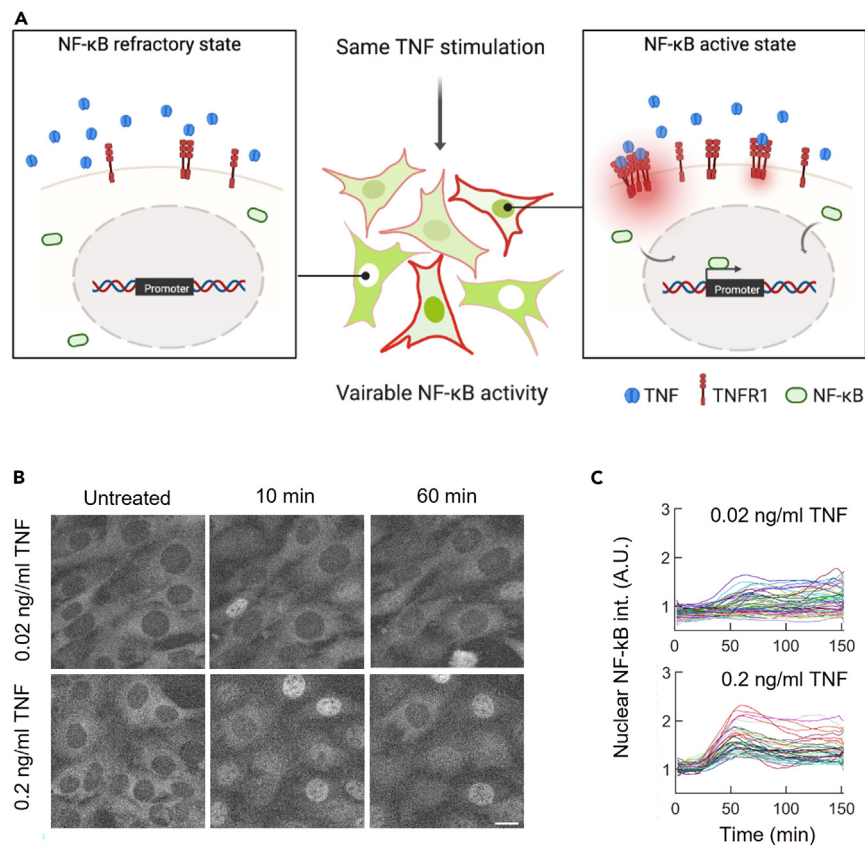 A
NF-κB refractory state
Same TNF stimulation
NF-κB active state
Promoter
Promoter
Vairable NF-κB activity
TNF
TNFR1
NF-κB
B
Untreated
10 min
60 min
0.02 ng//ml TNF
0.2 ng/ml TNF
C
Nuclear NF-kB int. (A.U.)
0.02 ng/ml TNF
3
2
1
0
50
100
150
0.2 ng/ml TNF
3
2
1
0
50
100
150
Time (min)